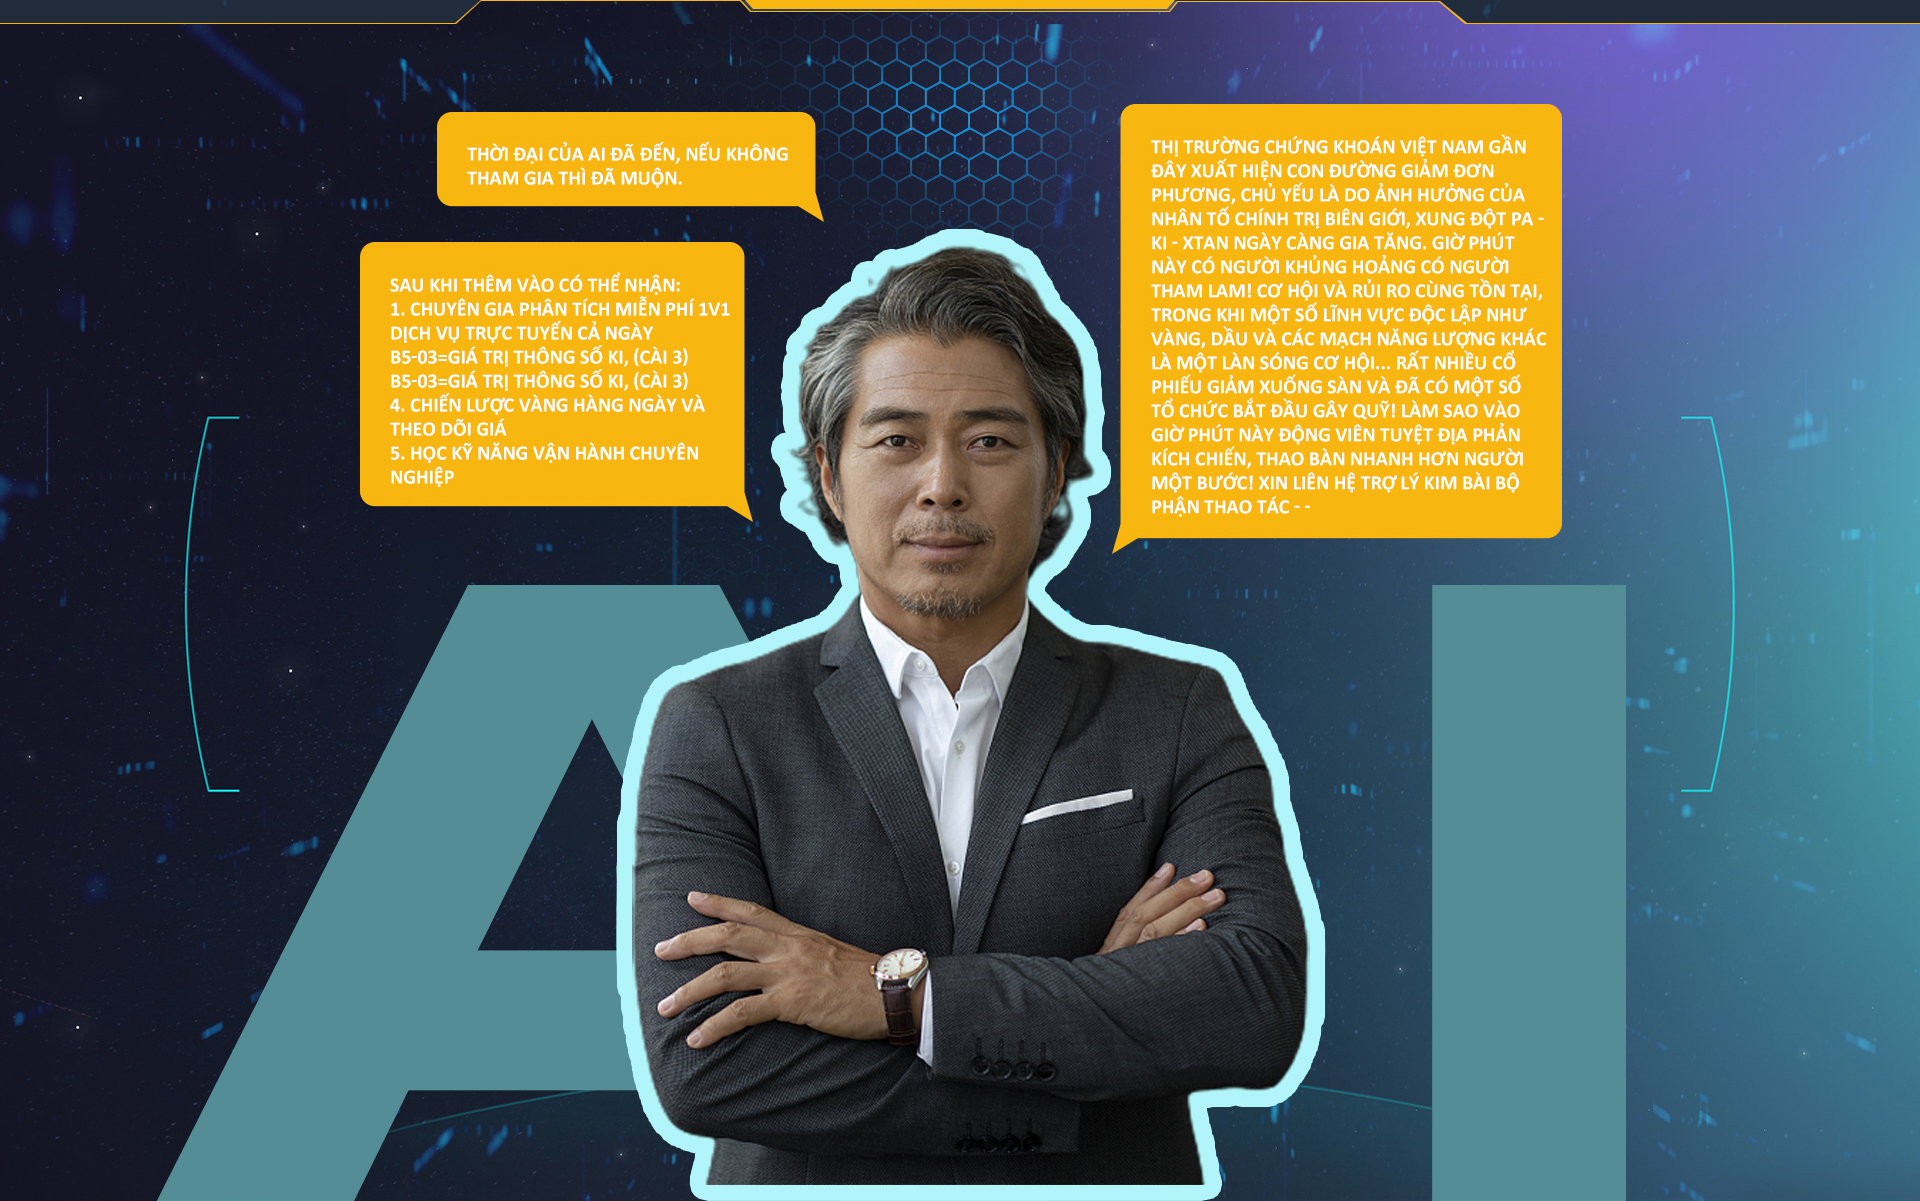 THỜI ĐẠI CỦA AI ĐÃ ĐẾN, NẾU KHÔNG
THAM GIA THÌ ĐÃ MUỘN.
SAU KHI THÊM VÀO CÓ THỂ NHẬN:
1. CHUYÊN GIA PHÂN TÍCH MIỄN PHÍ 1V1
DỊCH VỤ TRỰC TUYẾN CẢ NGÀY
B5-03=GIÁ TRỊ THÔNG SỐ KI, (CÀI 3)
B5-03=GIÁ TRỊ THÔNG SỐ KI, (CÀI 3)
4. CHIẾN LƯỢC VÀNG HÀNG NGÀY VÀ
THEO DÕI GIÁ
5. HỌC KỸ NĂNG VẬN HÀNH CHUYÊN
NGHIỆP
THỊ TRƯỜNG CHỨNG KHOÁN VIỆT NAM GẦN
ĐÂY XUẤT HIỆN CON ĐƯỜNG GIẢM ĐƠN
PHƯƠNG, CHỦ YẾU LÀ DO ẢNH HƯỞNG CỦA
NHÂN TỐ CHÍNH TRỊ BIÊN GIỚI, XUNG ĐỘT PA -
KI - XTAN NGÀY CÀNG GIA TĂNG. GIỜ PHÚT
NÀY CÓ NGƯỜI KHỦNG HOẢNG CÓ NGƯỜI
THAM LAM! CƠ HỘI VÀ RỦI RO CÙNG TỒN TẠI,
TRONG KHI MỘT SỐ LĨNH VỰC ĐỘC LẬP NHƯ
VÀNG, DẦU VÀ CÁC MẠCH NĂNG LƯỢNG KHÁC
LÀ MỘT LÀN SÓNG CƠ HỘI... RẤT NHIỀU CỔ
PHIẾU GIẢM XUỐNG SÀN VÀ ĐÃ CÓ MỘT SỐ
TỔ CHỨC BẮT ĐẦU GÂY QUỸ! LÀM SAO VÀO
GIỜ PHÚT NÀY ĐỘNG VIÊN TUYỆT ĐỊA PHẢN
KÍCH CHIẾN, THAO BÀN NHANH HƠN NGƯỜI
MỘT BƯỚC! XIN LIÊN HỆ TRỢ LÝ KIM BÀI BỘ
PHẬN THAO TÁC - -
AI